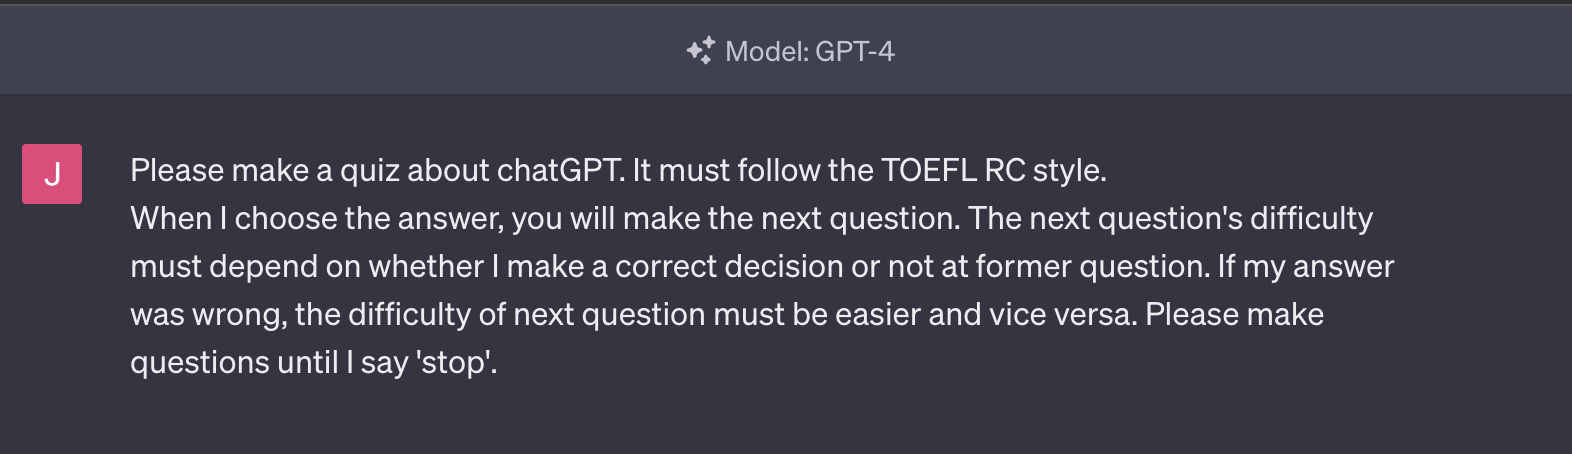 Model: GPT-4
J
Please make a quiz about chatGPT. It must follow the TOEFL RC style.
When I choose the answer, you will make the next question. The next question's difficulty
must depend on whether I make a correct decision or not at former question. If my answer
was wrong, the difficulty of next question must be easier and vice versa. Please make
questions until I say 'stop'.